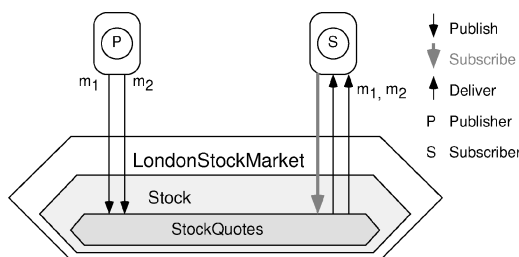 P
S
m1
m2
m1, m2
LondonStockMarket
Stock
StockQuotes
Publish
Subscribe
Deliver
P Publisher
S Subscriber